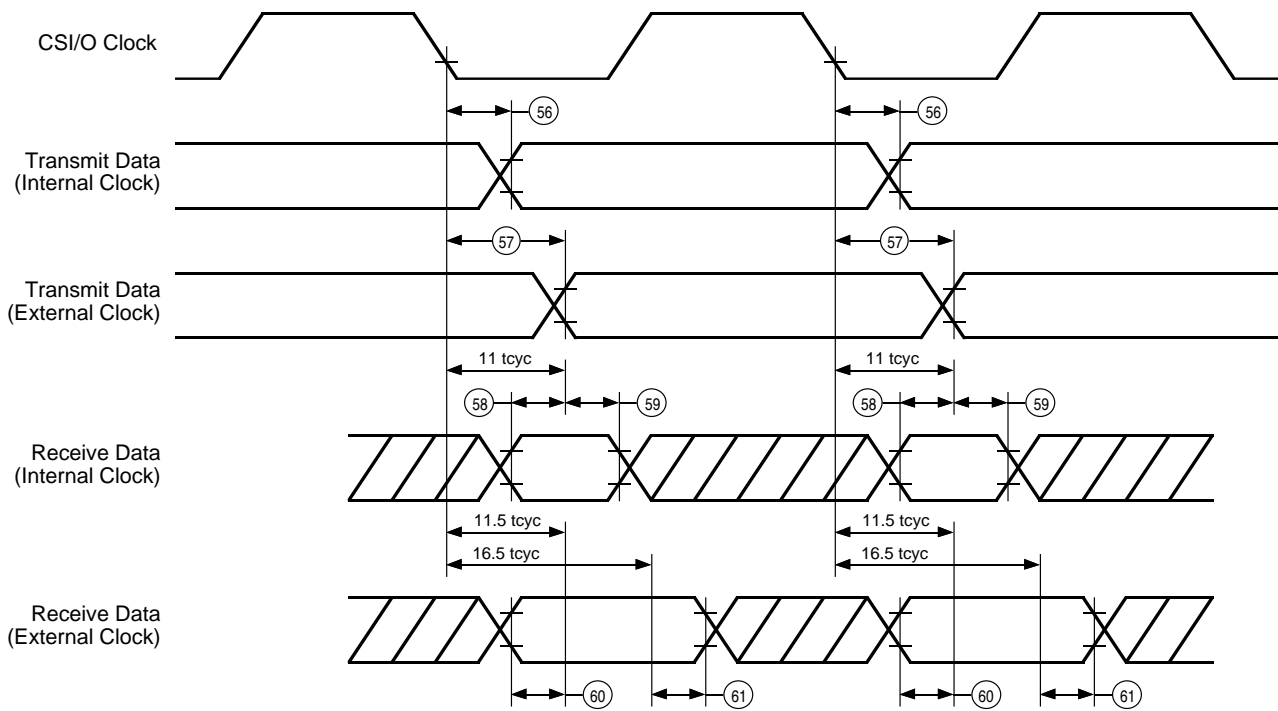 CSI/O Clock
56
56
Transmit Data
(Internal Clock)
57
57
Transmit Data
(External Clock)
11 tcyc
11 tcyc
58
59
58
59
Receive Data
(Internal Clock)
11.5 tcyc
11.5 tcyc
16.5 tcyc
16.5 tcyc
Receive Data
(External Clock)
60
61
60
61